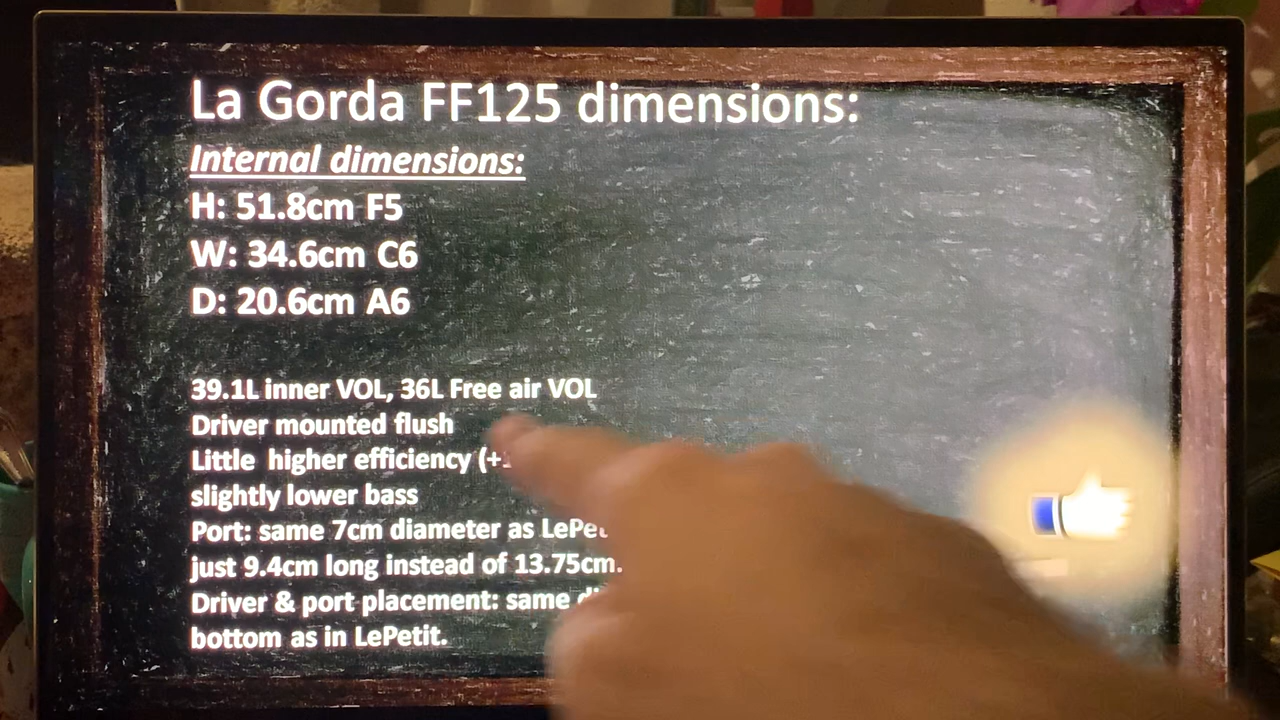 La Gorda FF125 dimensions:
Internal dimensions:
H: 51.8cm F5
W: 34.6cm C6
D: 20.6cm A6
39.1L inner VOL, 36L Free air VOL
Driver mounted flush
Little higher efficiency
slightly lower bass
Port: same 7cm diameter as
just 9.4cm long instead of 13.75cm.
Driver & port placement: same
bottom as in LePetit.